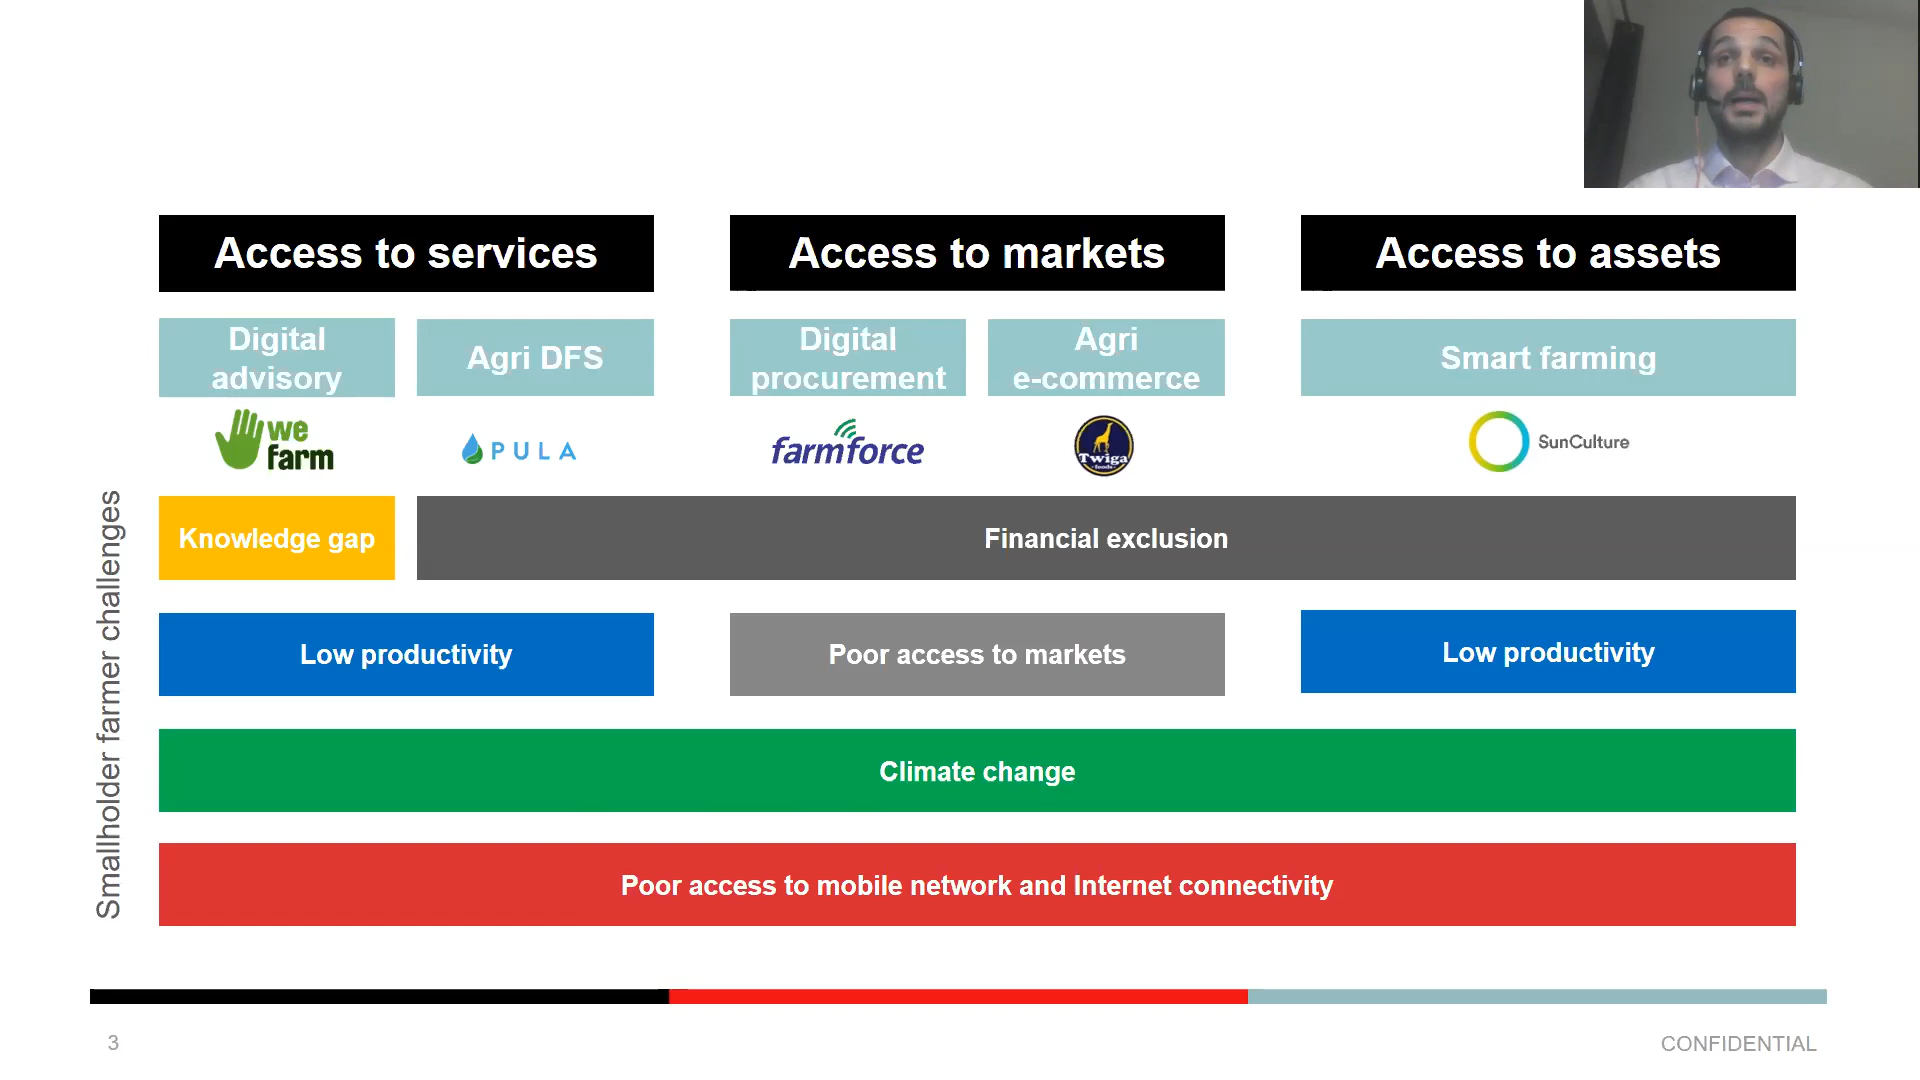 Access to services
Access to markets
Access to assets
Digital
advisory
Agri DFS
Digital
procurement
Agri
e-commerce
Smart farming
we
farm
PULA
farmforce
Twiga
foods
SunCulture
Smallholder farmer challenges
Knowledge gap
Financial exclusion
Low productivity
Poor access to markets
Low productivity
Climate change
Poor access to mobile network and Internet connectivity
3
CONFIDENTIAL